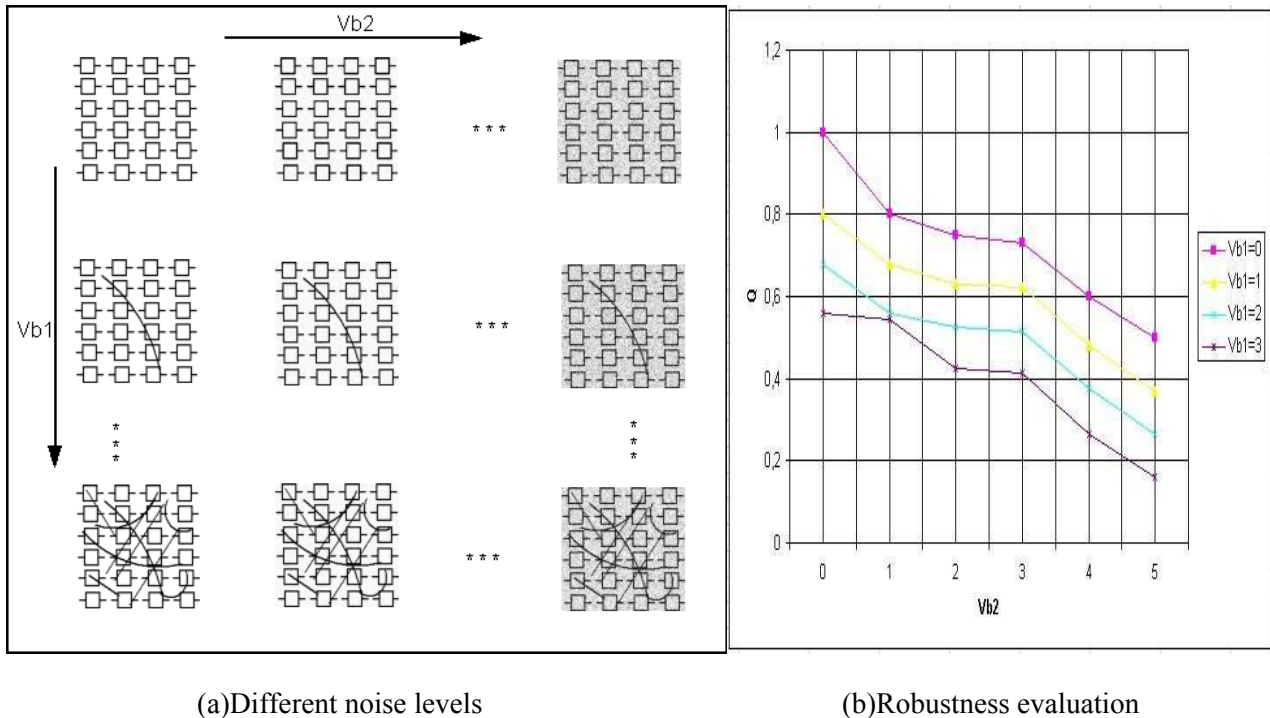 Vb2
* * *
Vb1
* * *
*
*
*
*
*
*
* * *
(a)Different noise levels
1,2
1
0,8
0,6
0,4
0,2
0
Q
0 1 2 3 4 5
Vb2
Vb1=0
Vb1=1
Vb1=2
Vb1=3
(b)Robustness evaluation